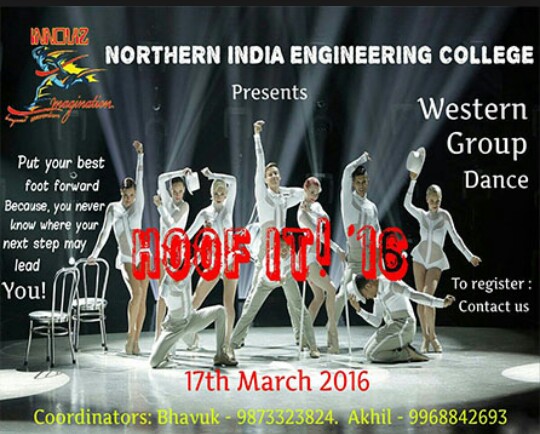 INNOVIZ
imagination
NORTHERN INDIA ENGINEERING COLLEGE
Presents
Western
Group
Dance
Put your best
foot forward
Because, you never
know where your
next step may
lead
You!
HOOF IT! '16
To register :
Contact us
17th March 2016
Coordinators: Bhavuk - 9873323824. Akhil - 9968842693